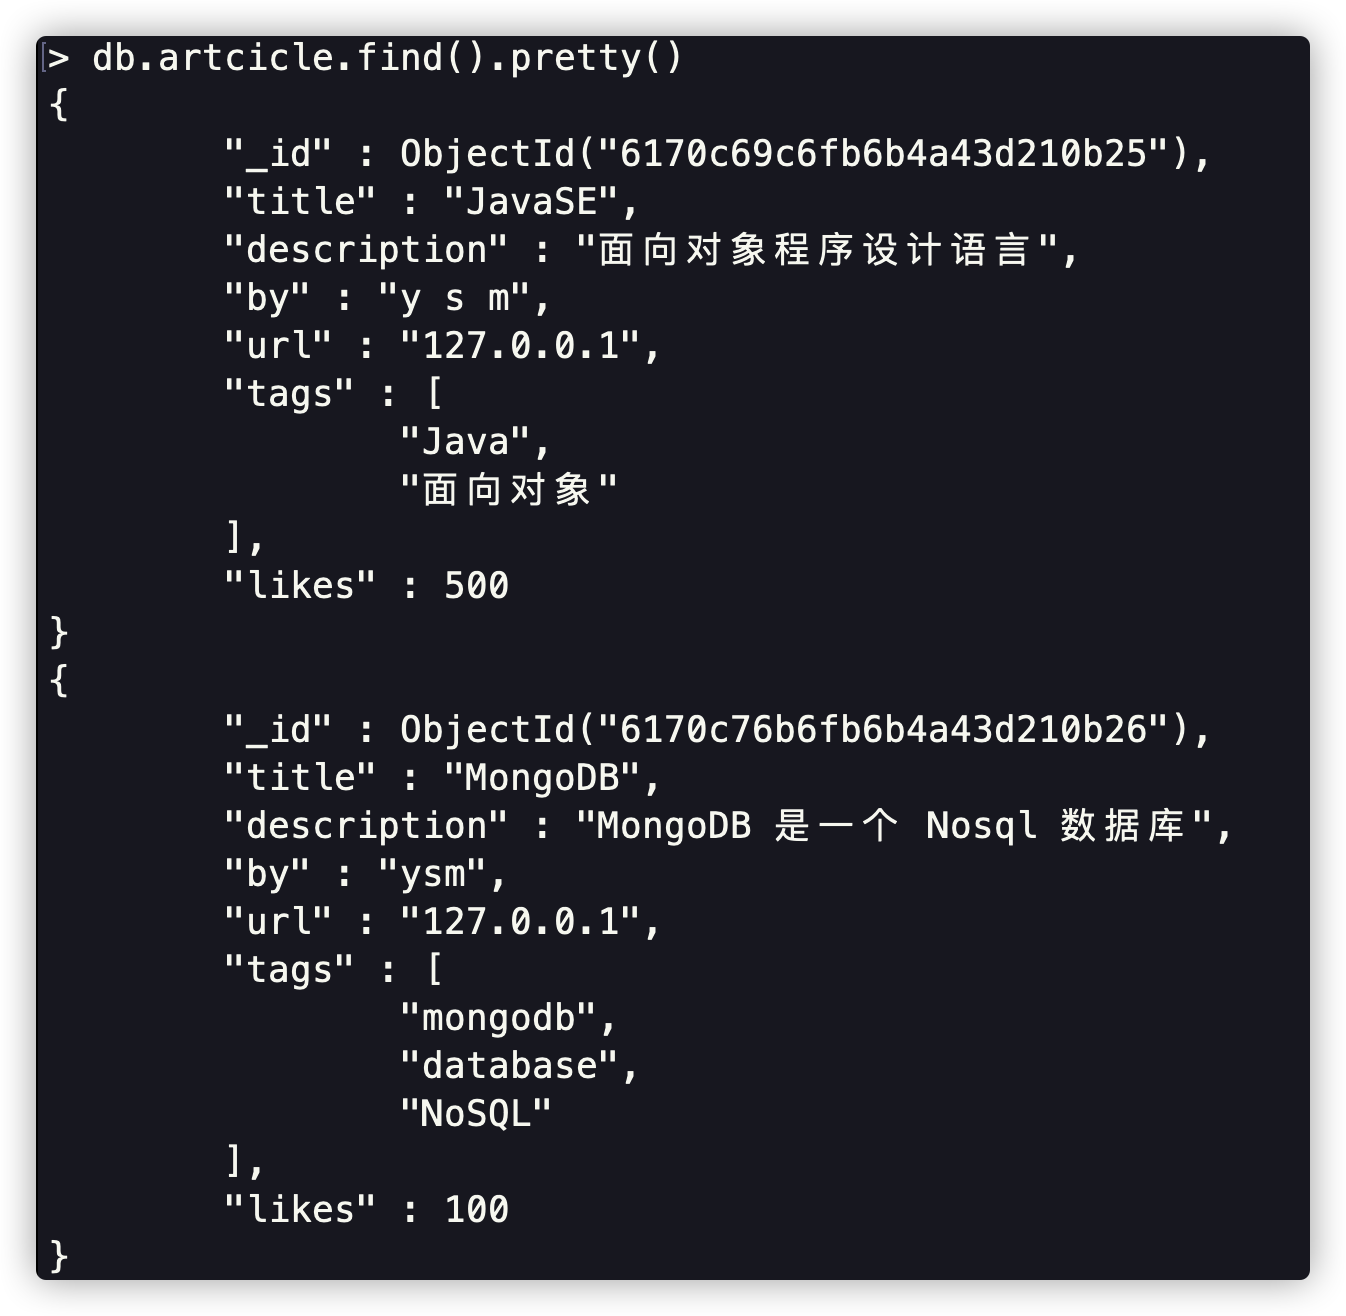 > db.artcicle.find().pretty()
{
"_id" : ObjectId("6170c69c6fb6b4a43d210b25"),
"title" : "JavaSE",
"description" : "面向对象程序设计语言",
"by" : "y s m",
"url" : "127.0.0.1",
"tags" : [
"Java",
"面向对象"
],
"likes" : 500
}
{
"_id" : ObjectId("6170c76b6fb6b4a43d210b26"),
"title" : "MongoDB",
"description" : "MongoDB 是一个 Nosql 数据库",
"by" : "ysm",
"url" : "127.0.0.1",
"tags" : [
"mongodb",
"database",
"NoSQL"
],
"likes" : 100
}